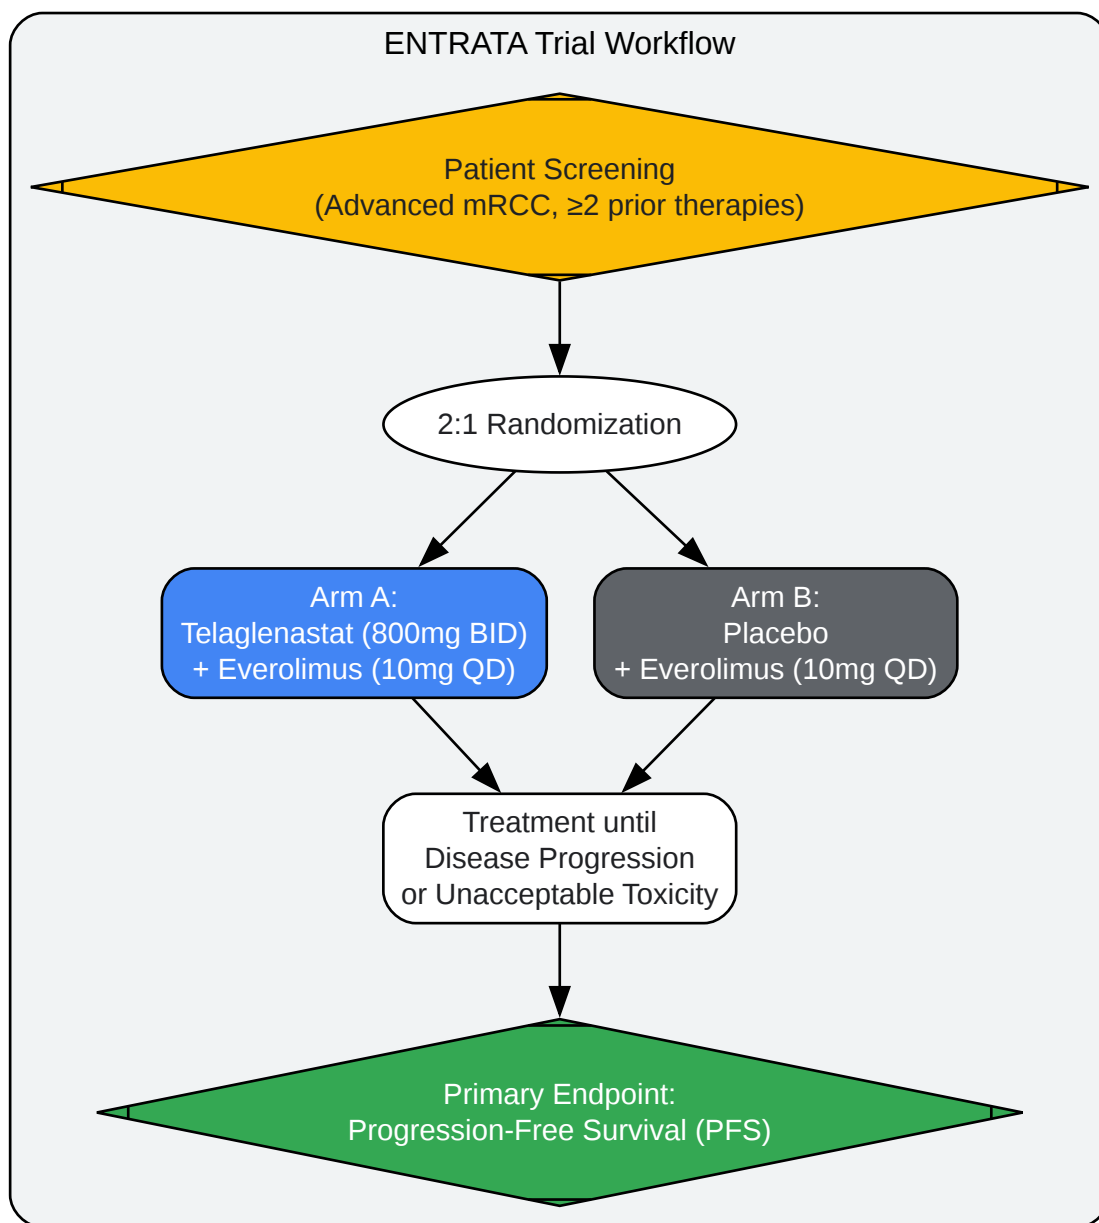 ENTRATA Trial Workflow
Patient Screening
(Advanced mRCC, ≥2 prior therapies)
2:1 Randomization
Arm A:
Telaglenastat (800mg BID)
+ Everolimus (10mg QD)
Arm B:
Placebo
+ Everolimus (10mg QD)
Treatment until
Disease Progression
or Unacceptable Toxicity
Primary Endpoint:
Progression-Free Survival (PFS)